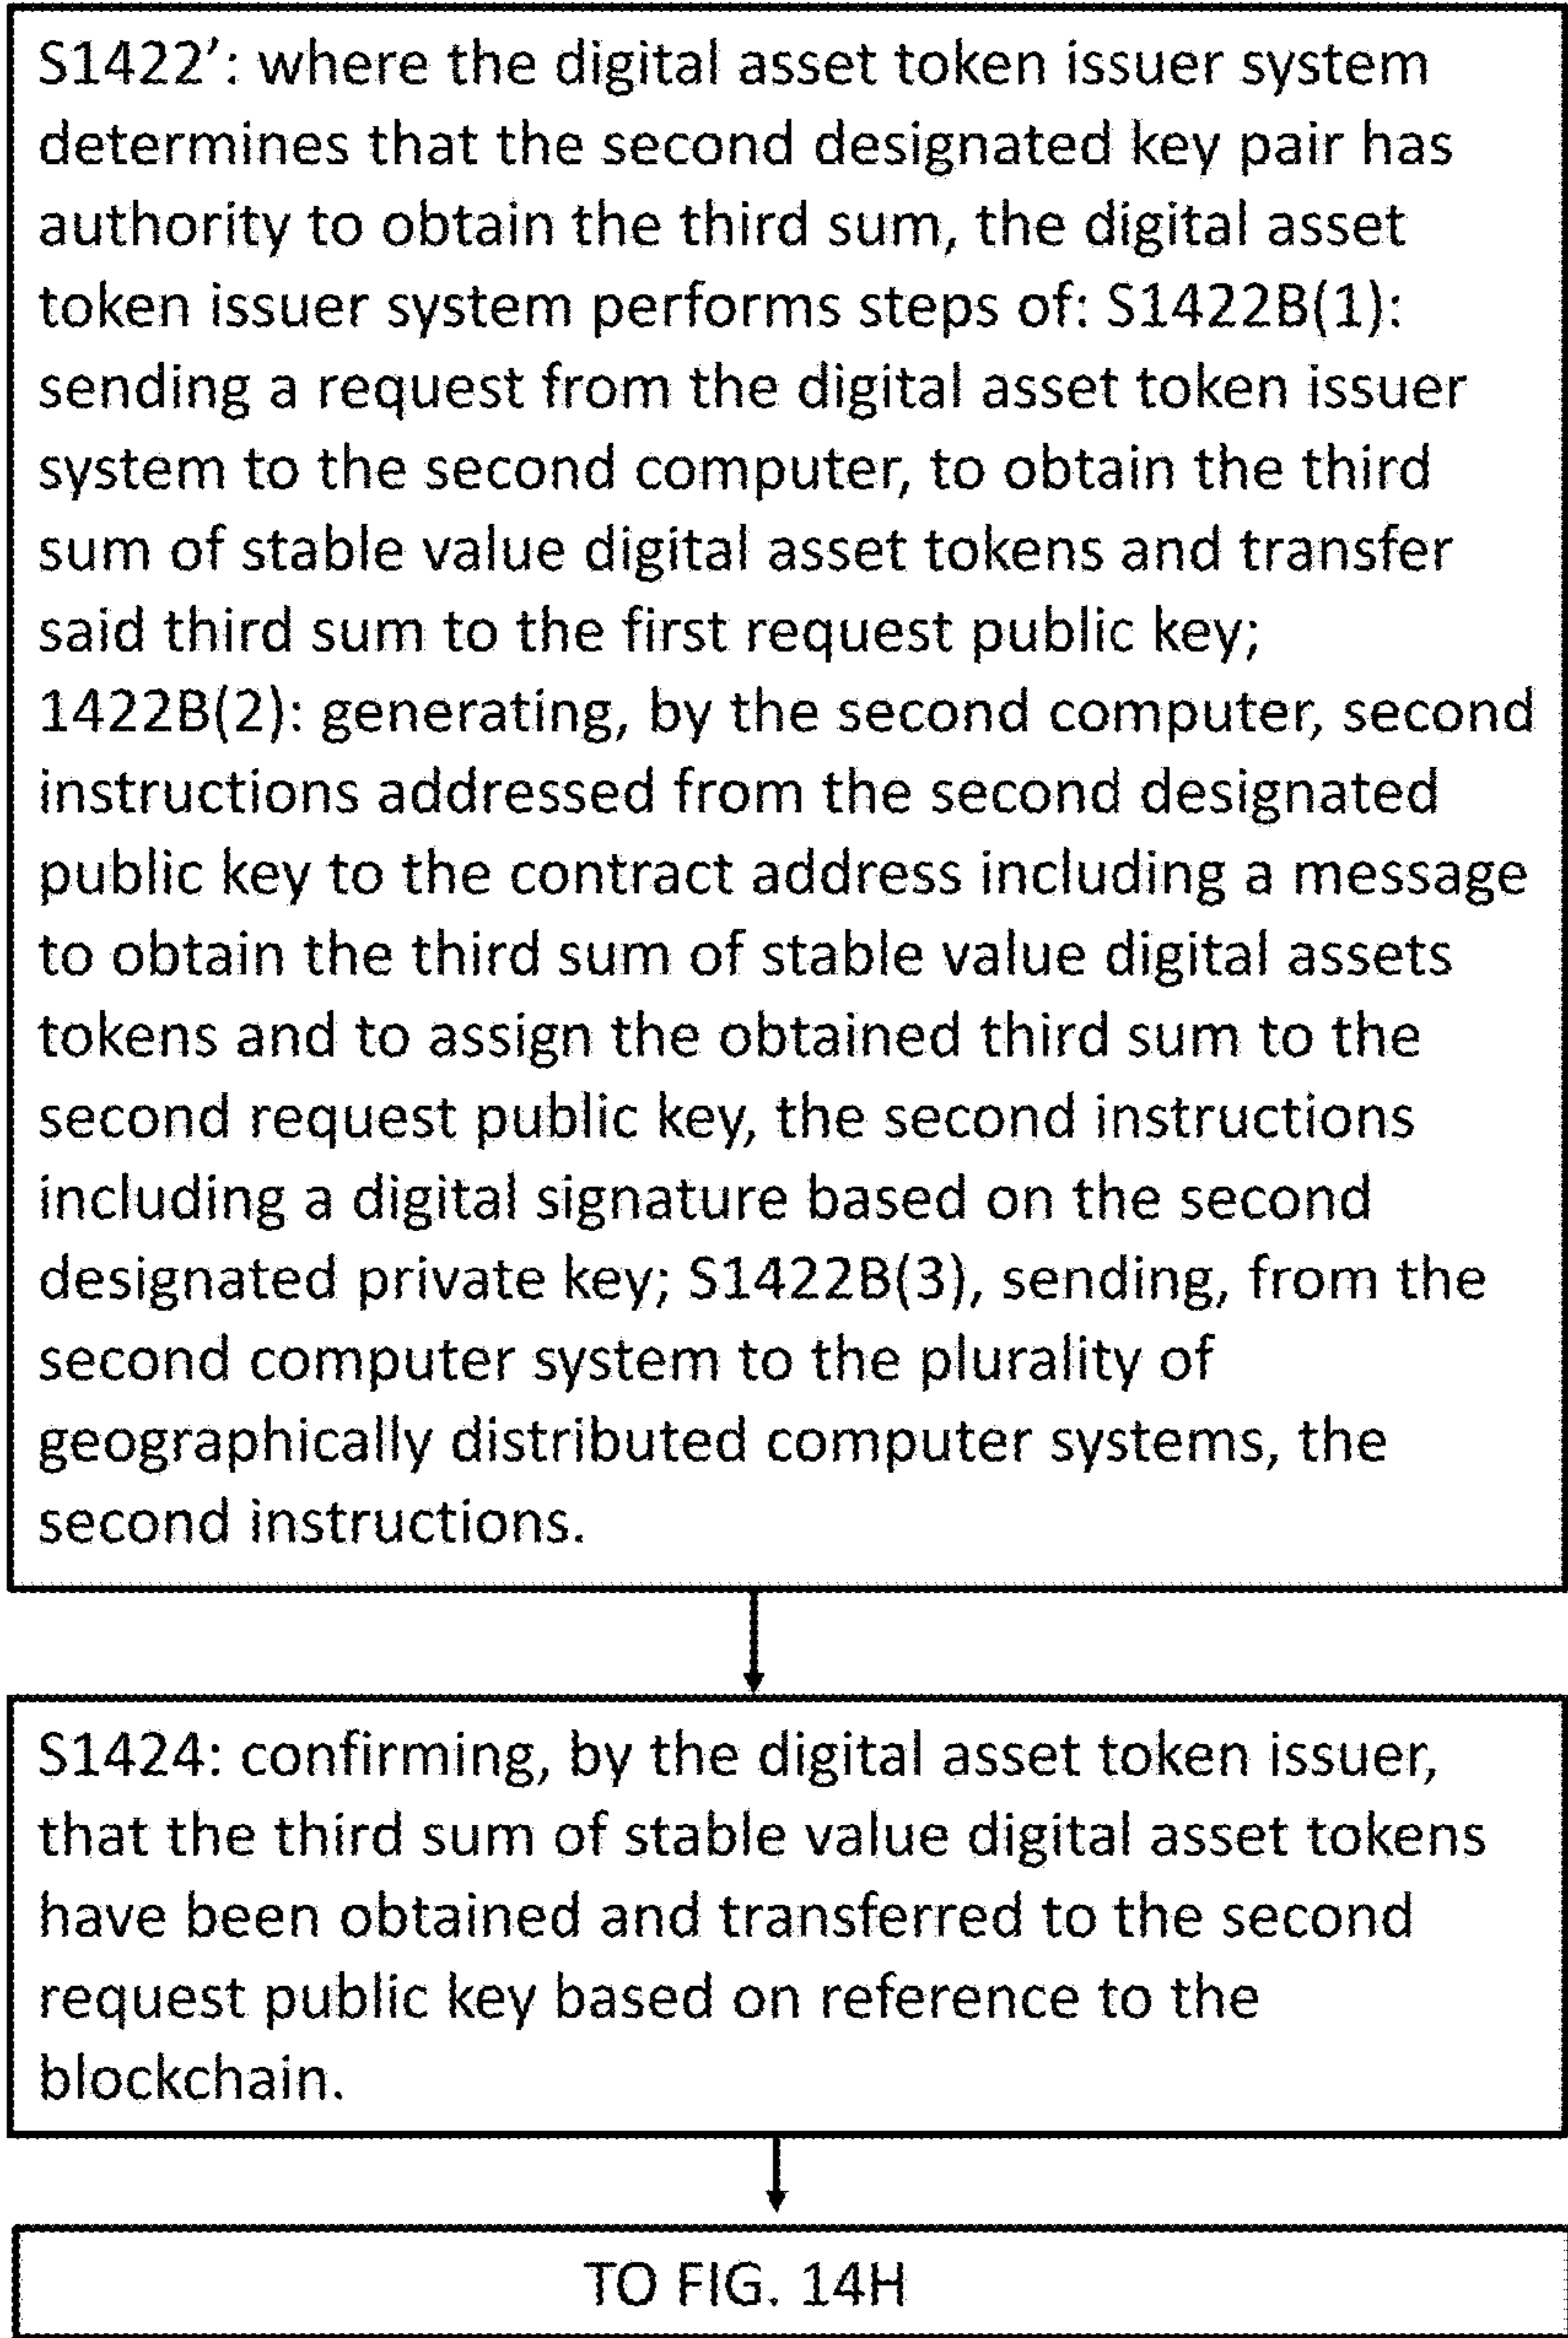 S1422’: where the digital asset token issuer system
determines that the second designated key pair has
authority to obtain the third sum, the digital asset
token issuer system performs steps of: S1422B(1):
sending a request from the digital asset token issuer
system to the second computer, to obtain the third
sum of stable value digital asset tokens and transfer
said third sum to the first request public key;
1422B(2): generating, by the second computer, second
instructions addressed from the second designated
public key to the contract address including a message
to obtain the third sum of stable value digital assets
tokens and to assign the obtained third sum to the
second request public key, the second instructions
including a digital signature based on the second
designated private key; S1422B(3), sending, from the
second computer system to the plurality of
geographically distributed computer systems, the
second instructions.
S1424: confirming, by the digital asset token issuer,
that the third sum of stable value digital asset tokens
have been obtained and transferred to the second
request public key based on reference to the
blockchain.
TO FIG. 14H